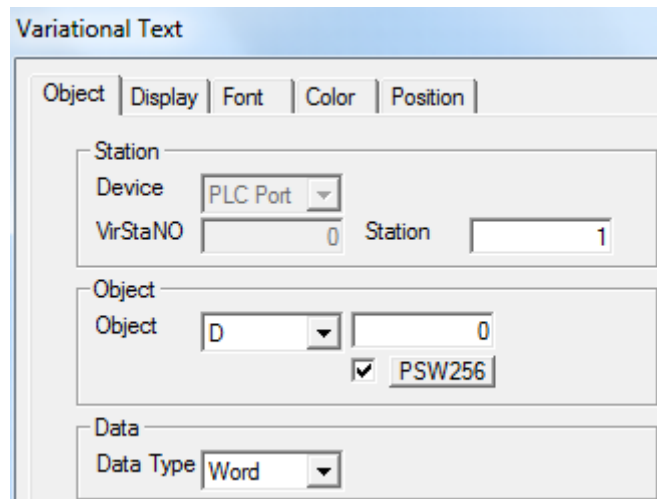 Variational Text
Object Display Font Color Position
Station
Device PLC Port
VirStaNO 0 Station 1
Object
Object D 0
PSW256
Data
Data Type Word